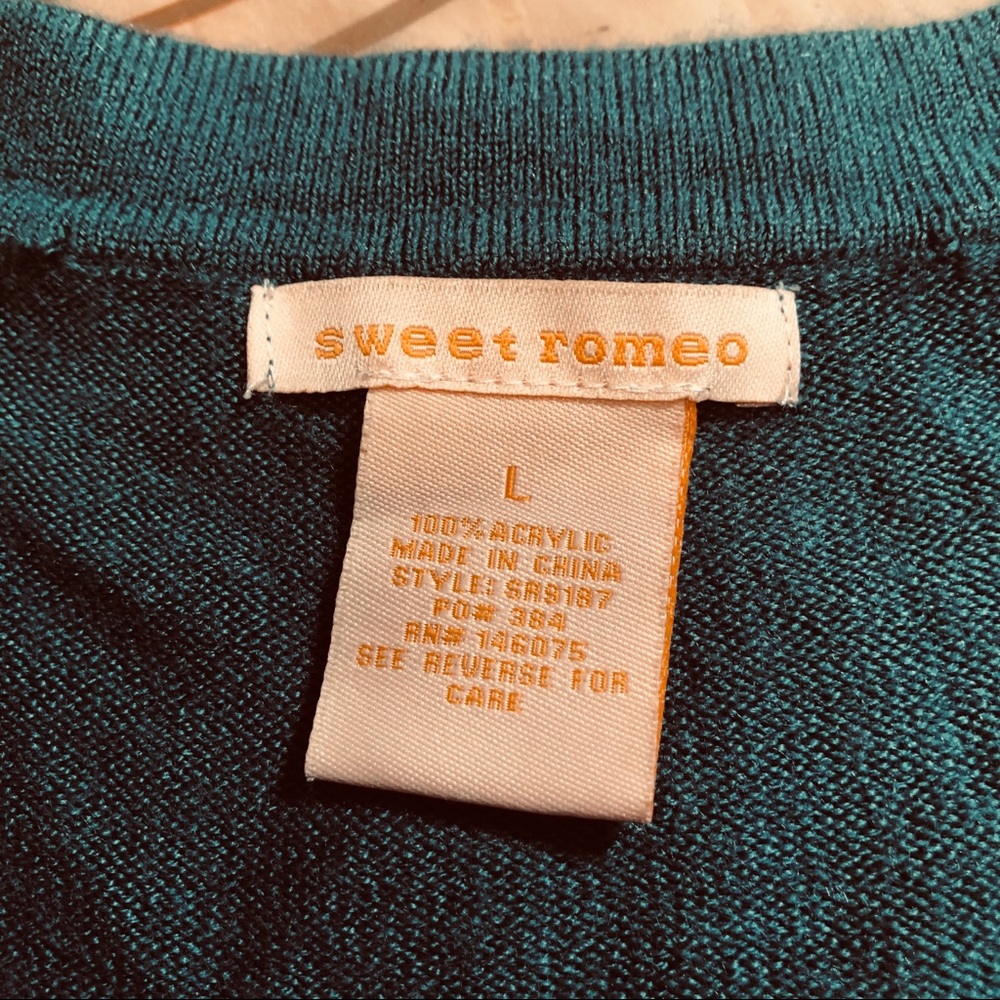 sweet romeo
L
100% ACRYLIC
MADE IN CHINA
STYLE: SR9187
PO# 384
RN# 146075
SEE REVERSE FOR
CARE